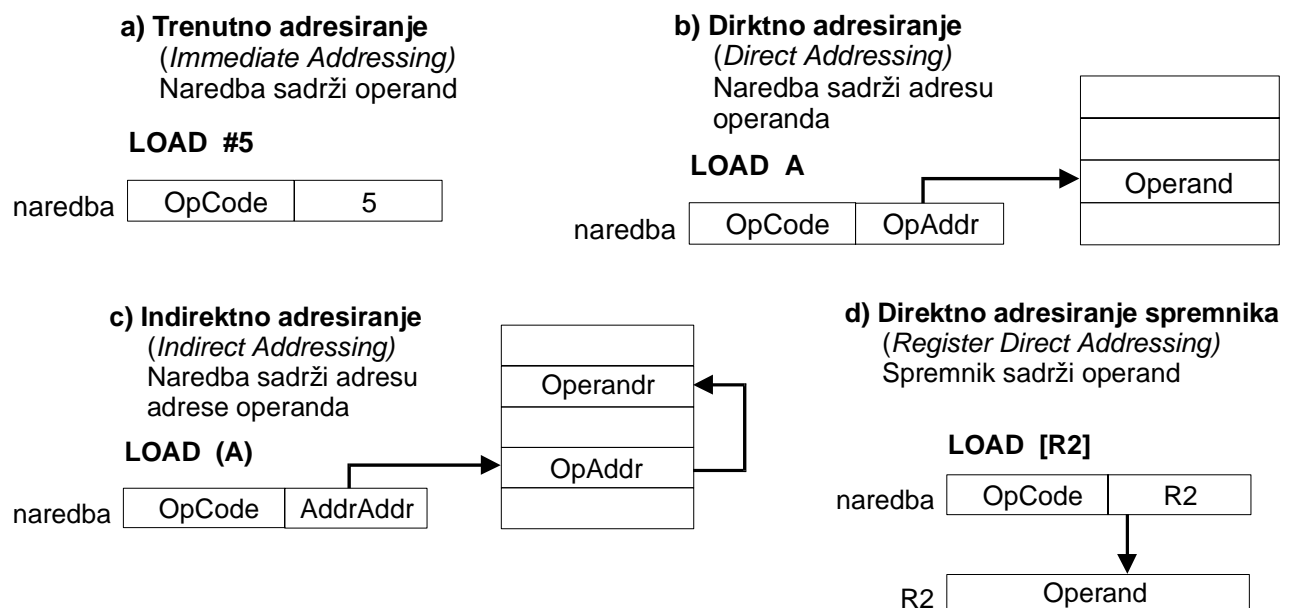 a) Trenutno adresiranje
(Immediate Addressing)
Naredba sadrži operand
LOAD #5
naredba OpCode 5
b) Dirktno adresiranje
(Direct Addressing)
Naredba sadrži adresu
operanda
LOAD A
naredba OpCode OpAddr
Operand
c) Indirektno adresiranje
(Indirect Addressing)
Naredba sadrži adresu
adrese operanda
LOAD (A)
naredba OpCode AddrAddr
Operandr
OpAddr
d) Direktno adresiranje spremnika
(Register Direct Addressing)
Spremnik sadrži operand
LOAD [R2]
naredba OpCode R2
R2 Operand